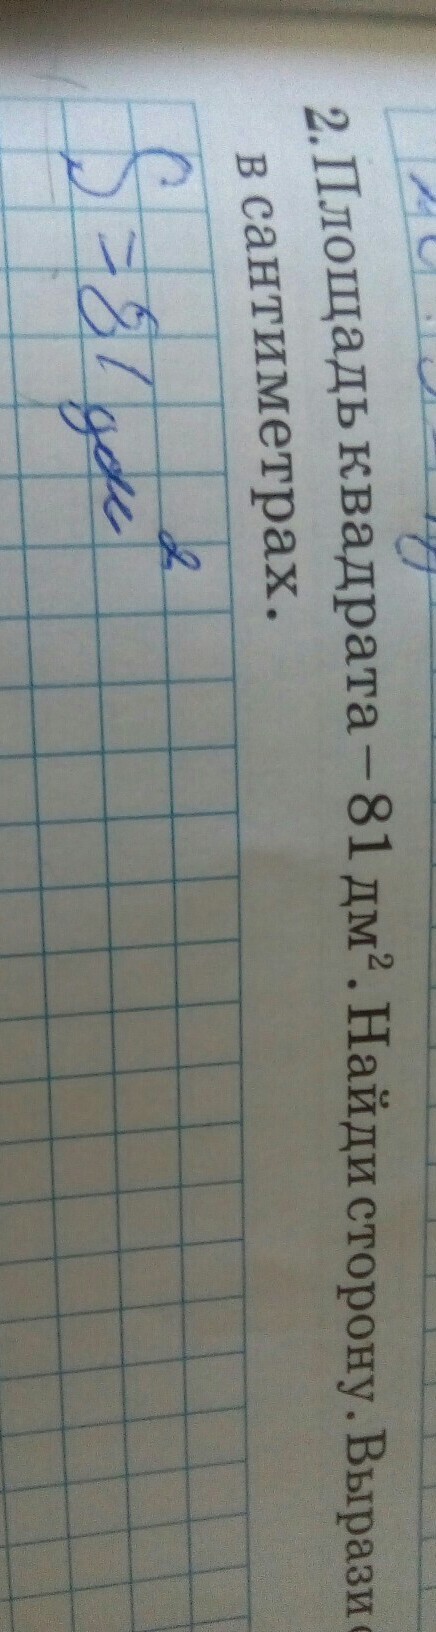 2. Площадь квадрата – 81 дм². Найди сторону. Вырази
в сантиметрах.
S = 81 дм²